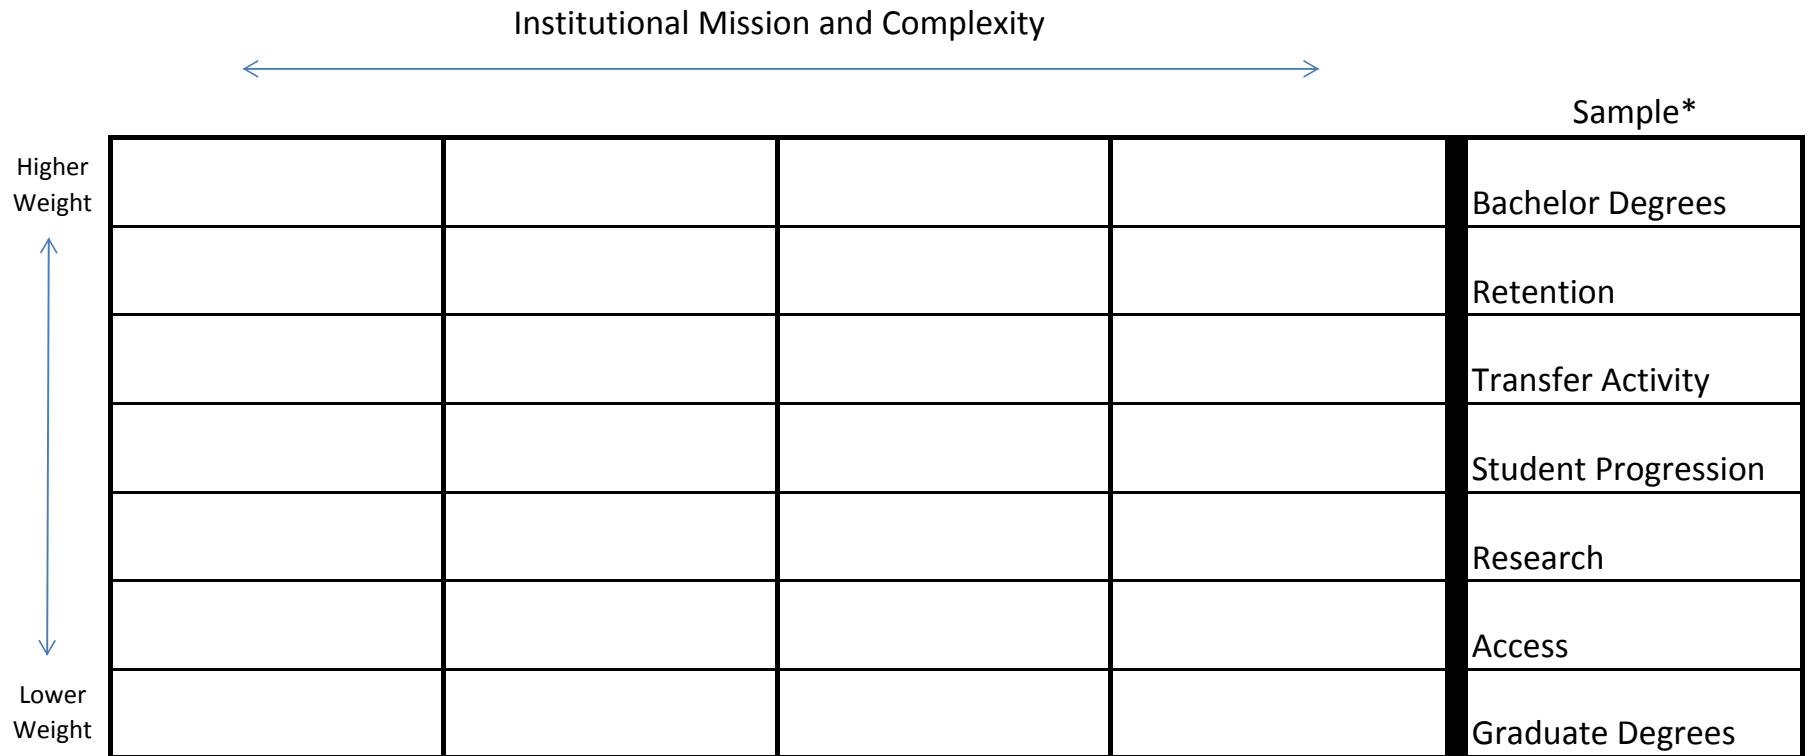 Institutional Mission and Complexity
Sample*
Higher
Weight
Bachelor Degrees
Retention
Transfer Activity
Student Progression
Research
Access
Lower
Weight
Graduate Degrees